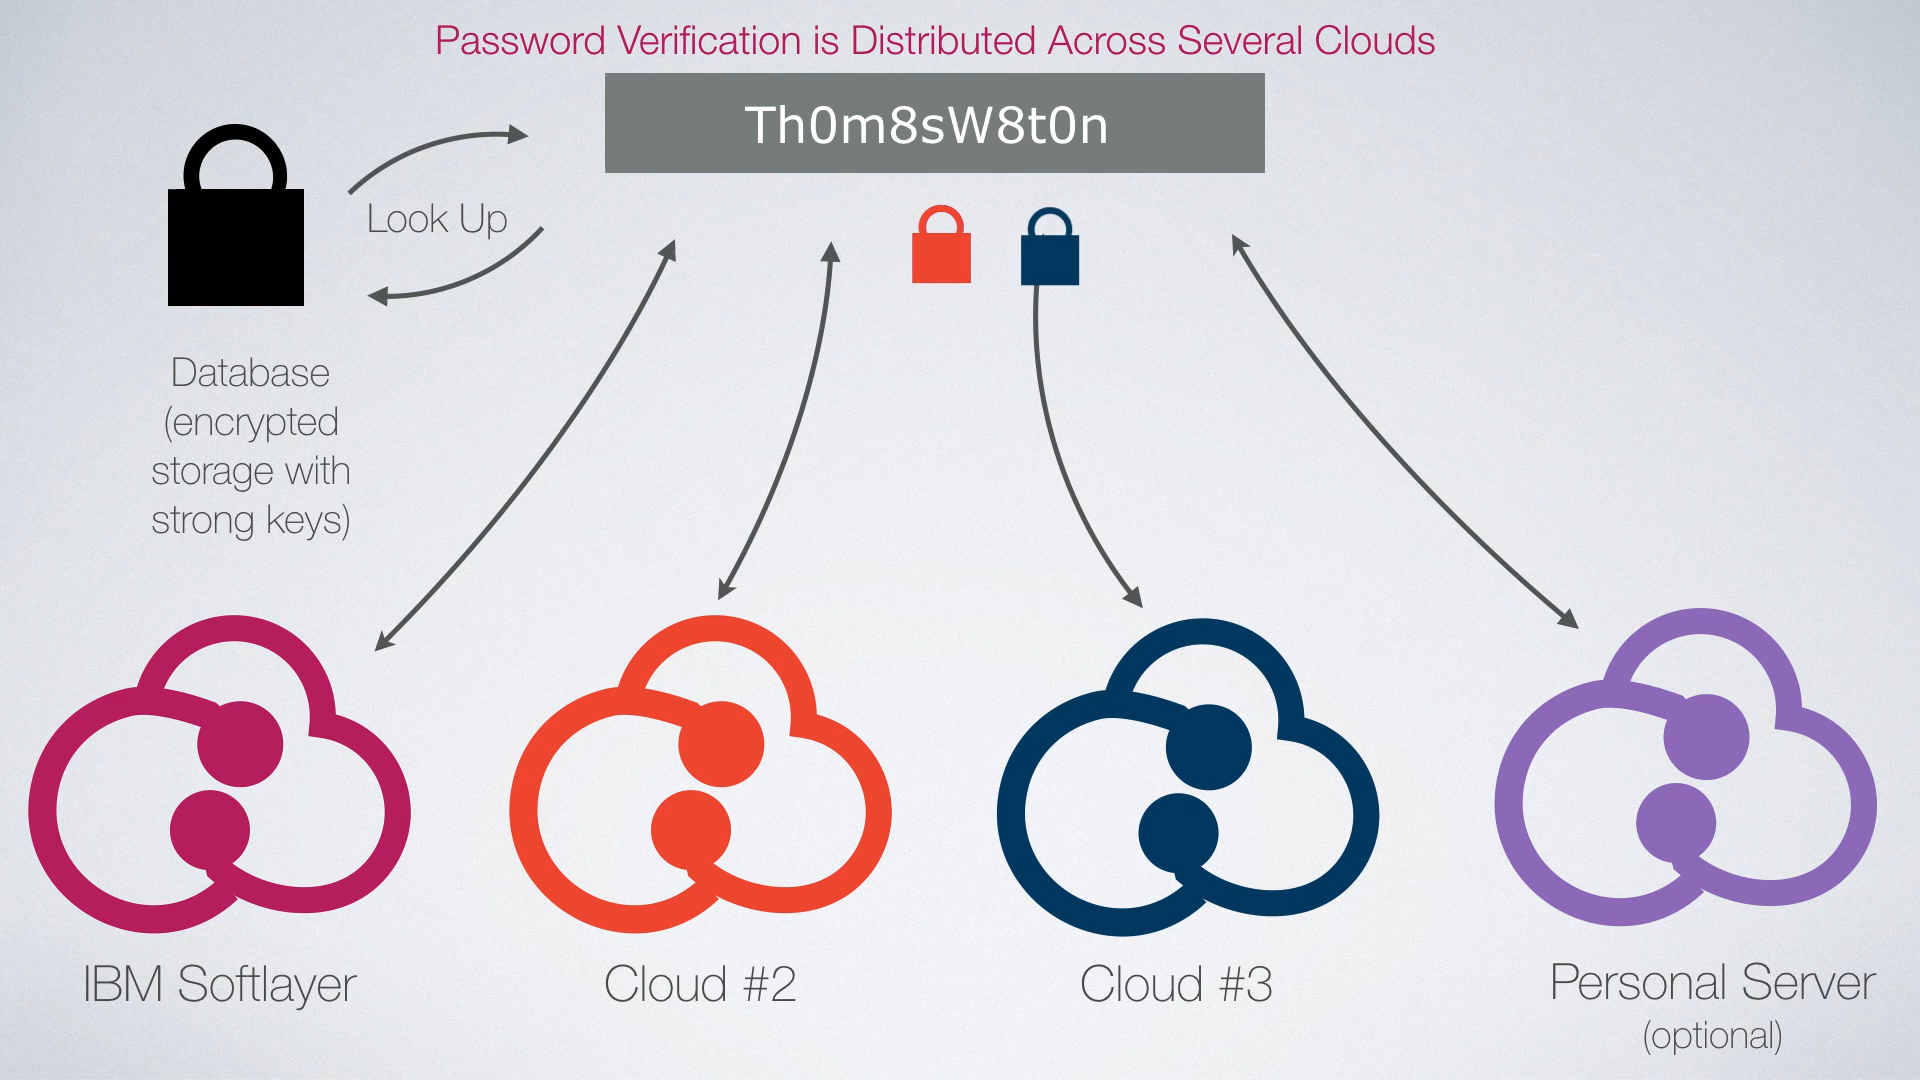 Password Verification is Distributed Across Several Clouds
Th0m8sW8t0n
Look Up
Database
(encrypted
storage with
strong keys)
IBM Softlayer
Cloud #2
Cloud #3
Personal Server
(optional)